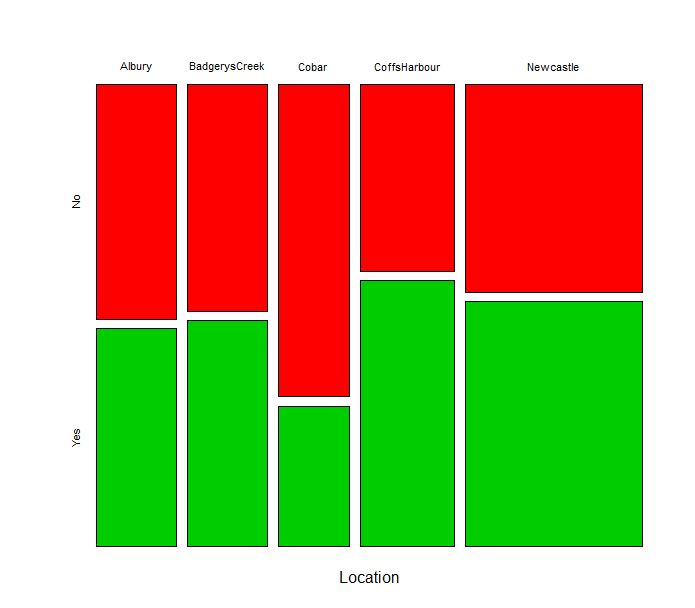 Albury BadgerysCreek Cobar CoffsHarbour Newcastle
No
Yes
Location